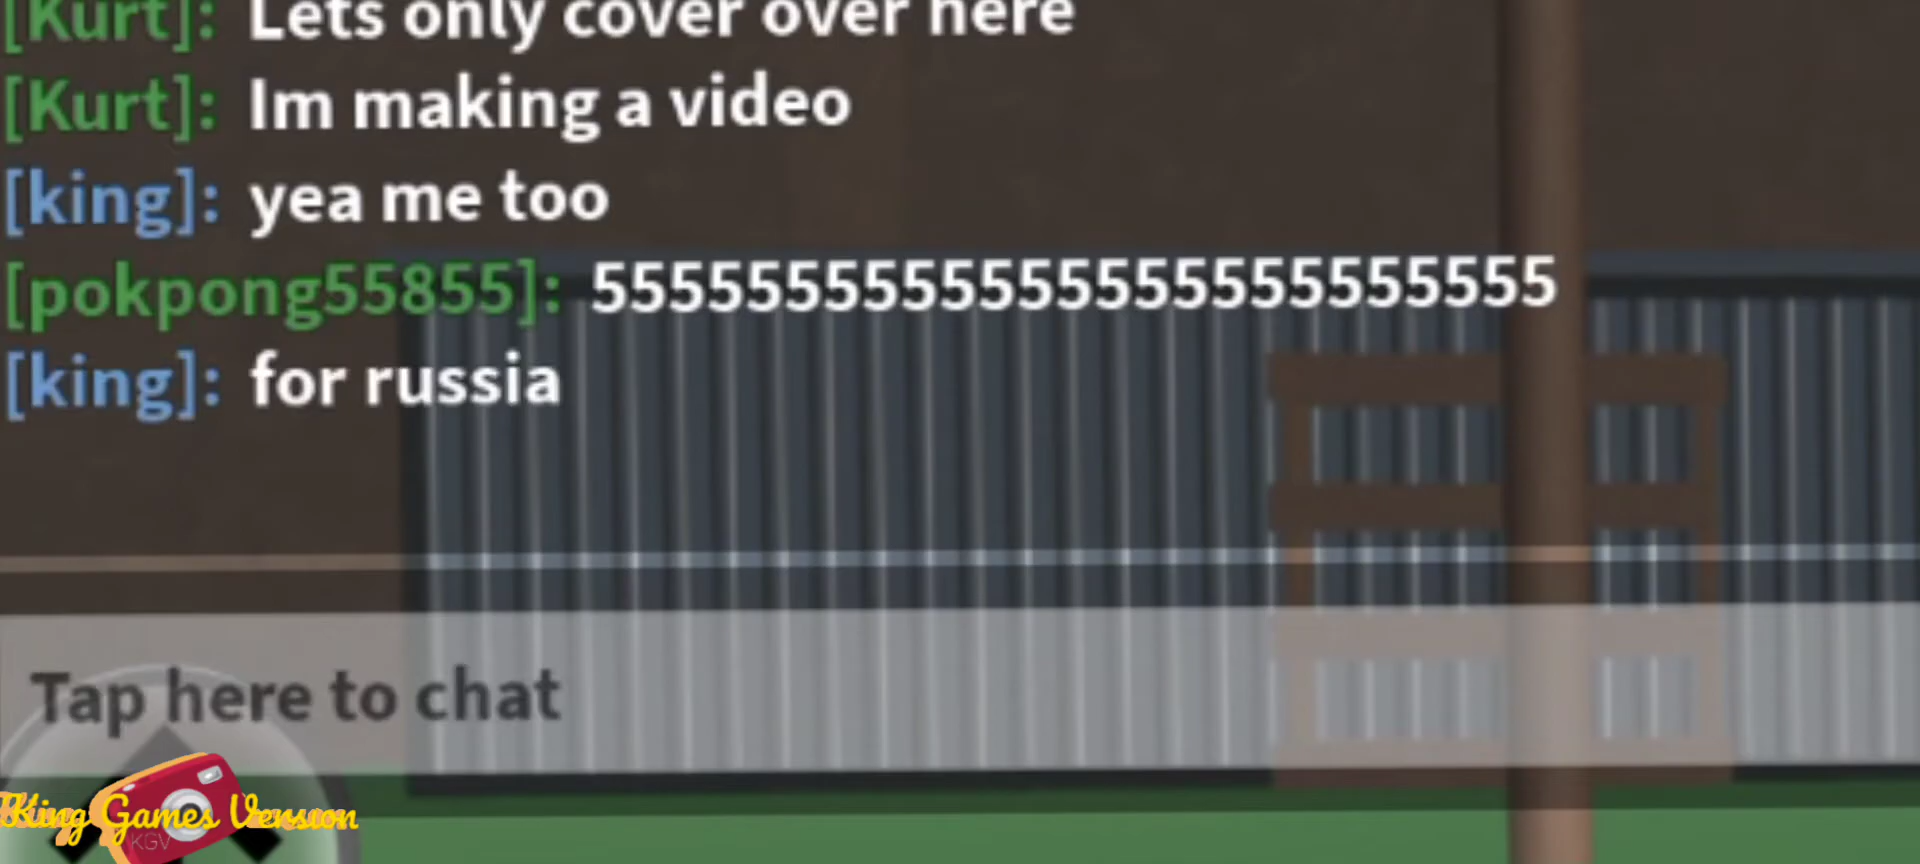 [Kurt]: Lets only cover over here
[Kurt]: Im making a video
[king]: yea me too
[pokpong55855]: 5555555555555555555555555
[king]: for russia
Tap here to chat
King Games Version
KGV